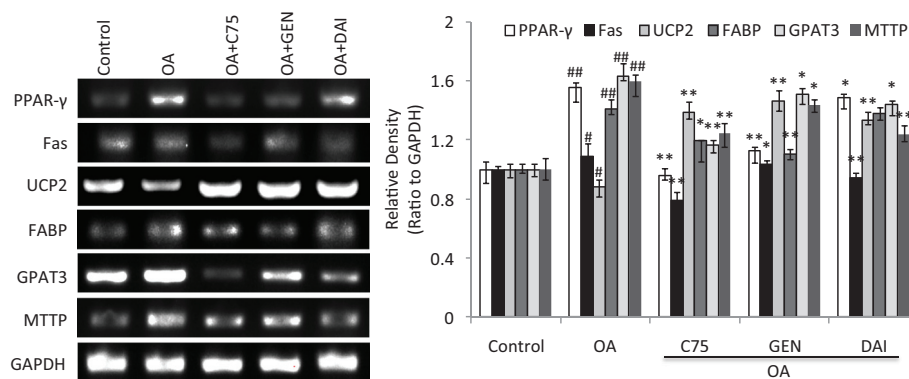 Control OA OA+C75 OA+GEN OA+DAI
PPAR-γ
Fas
UCP2
FABP
GPAT3
MTTP
GAPDH
Relative Density
(Ratio to GAPDH)
2
1.6
1.2
0.8
0.4
0
PPAR-γ Fas UCP2 FABP GPAT3 MTTP
## # # ## ## ##
** ** ** * ** **
** * ** ** * *
* ** ** * **
Control OA C75 GEN DAI
OA